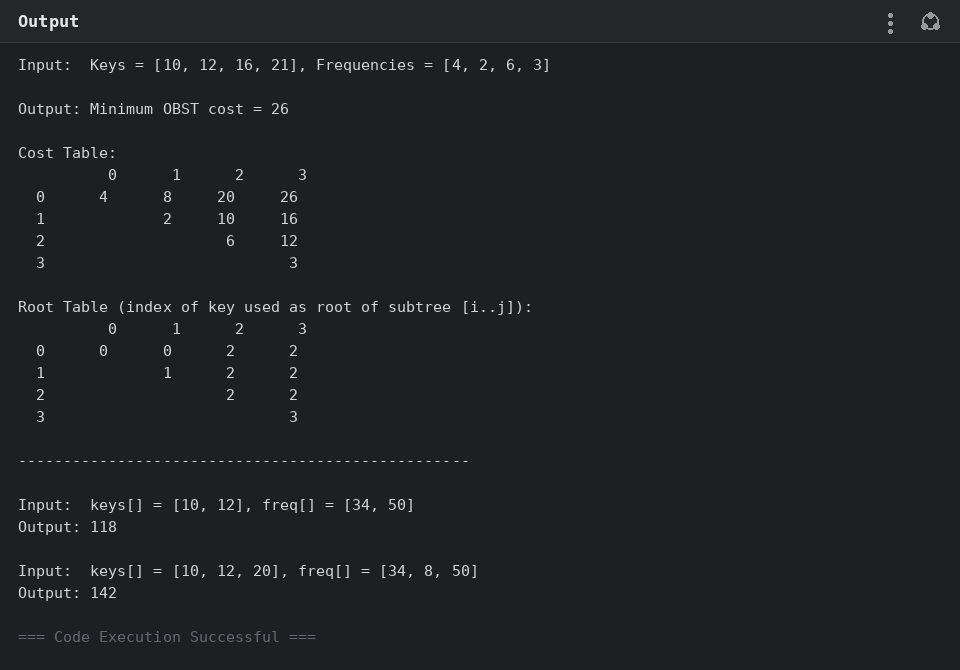 Output
Input:  Keys = [10, 12, 16, 21], Frequencies = [4, 2, 6, 3]
Output: Minimum OBST cost = 26
Cost Table:
          0      1      2      3
  0      4      8     20     26
  1             2     10     16
  2                    6     12
  3                           3
Root Table (index of key used as root of subtree [i..j]):
          0      1      2      3
  0      0      0      2      2
  1             1      2      2
  2                    2      2
  3                           3
--------------------------------------------------
Input:  keys[] = [10, 12], freq[] = [34, 50]
Output: 118
Input:  keys[] = [10, 12, 20], freq[] = [34, 8, 50]
Output: 142
=== Code Execution Successful ===